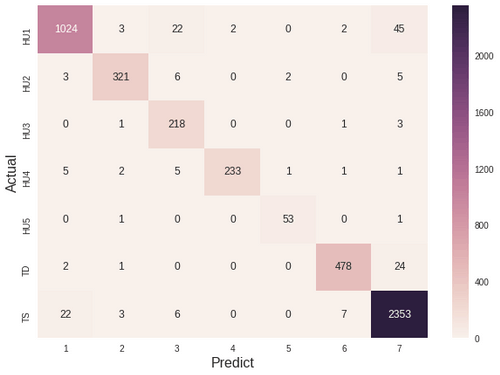 HU1 1024 3 22 2 0 2 45
HU2 3 321 6 0 2 0 5
HU3 0 1 218 0 0 1 3
HU4 5 2 5 233 1 1 1
HU5 0 1 0 0 53 0 1
TD 2 1 0 0 0 478 24
TS 22 3 6 0 0 7 2353
1 2 3 4 5 6 7
Predict
Actual
2000
1600
1200
800
400
0